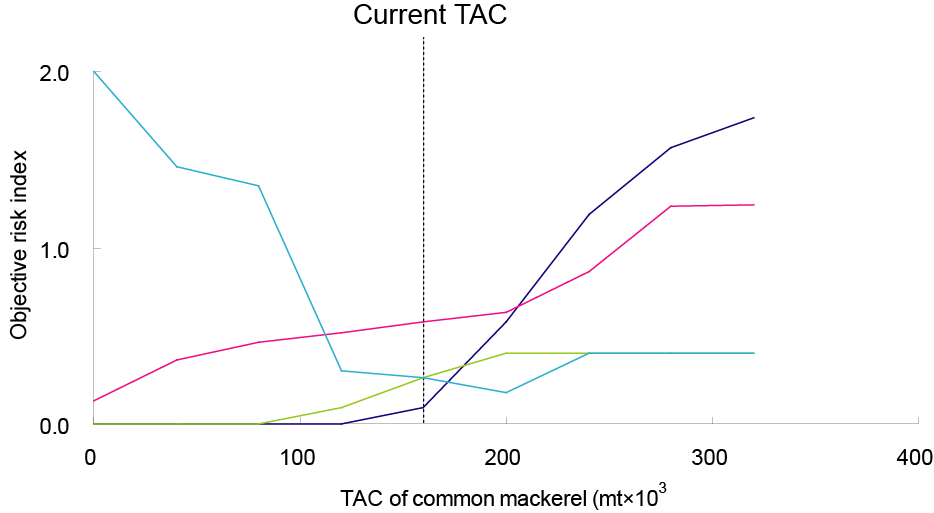 Current TAC
2.0
1.0
0.0
Objective risk index
0 100 200 300 400
TAC of common mackerel (mt×10³